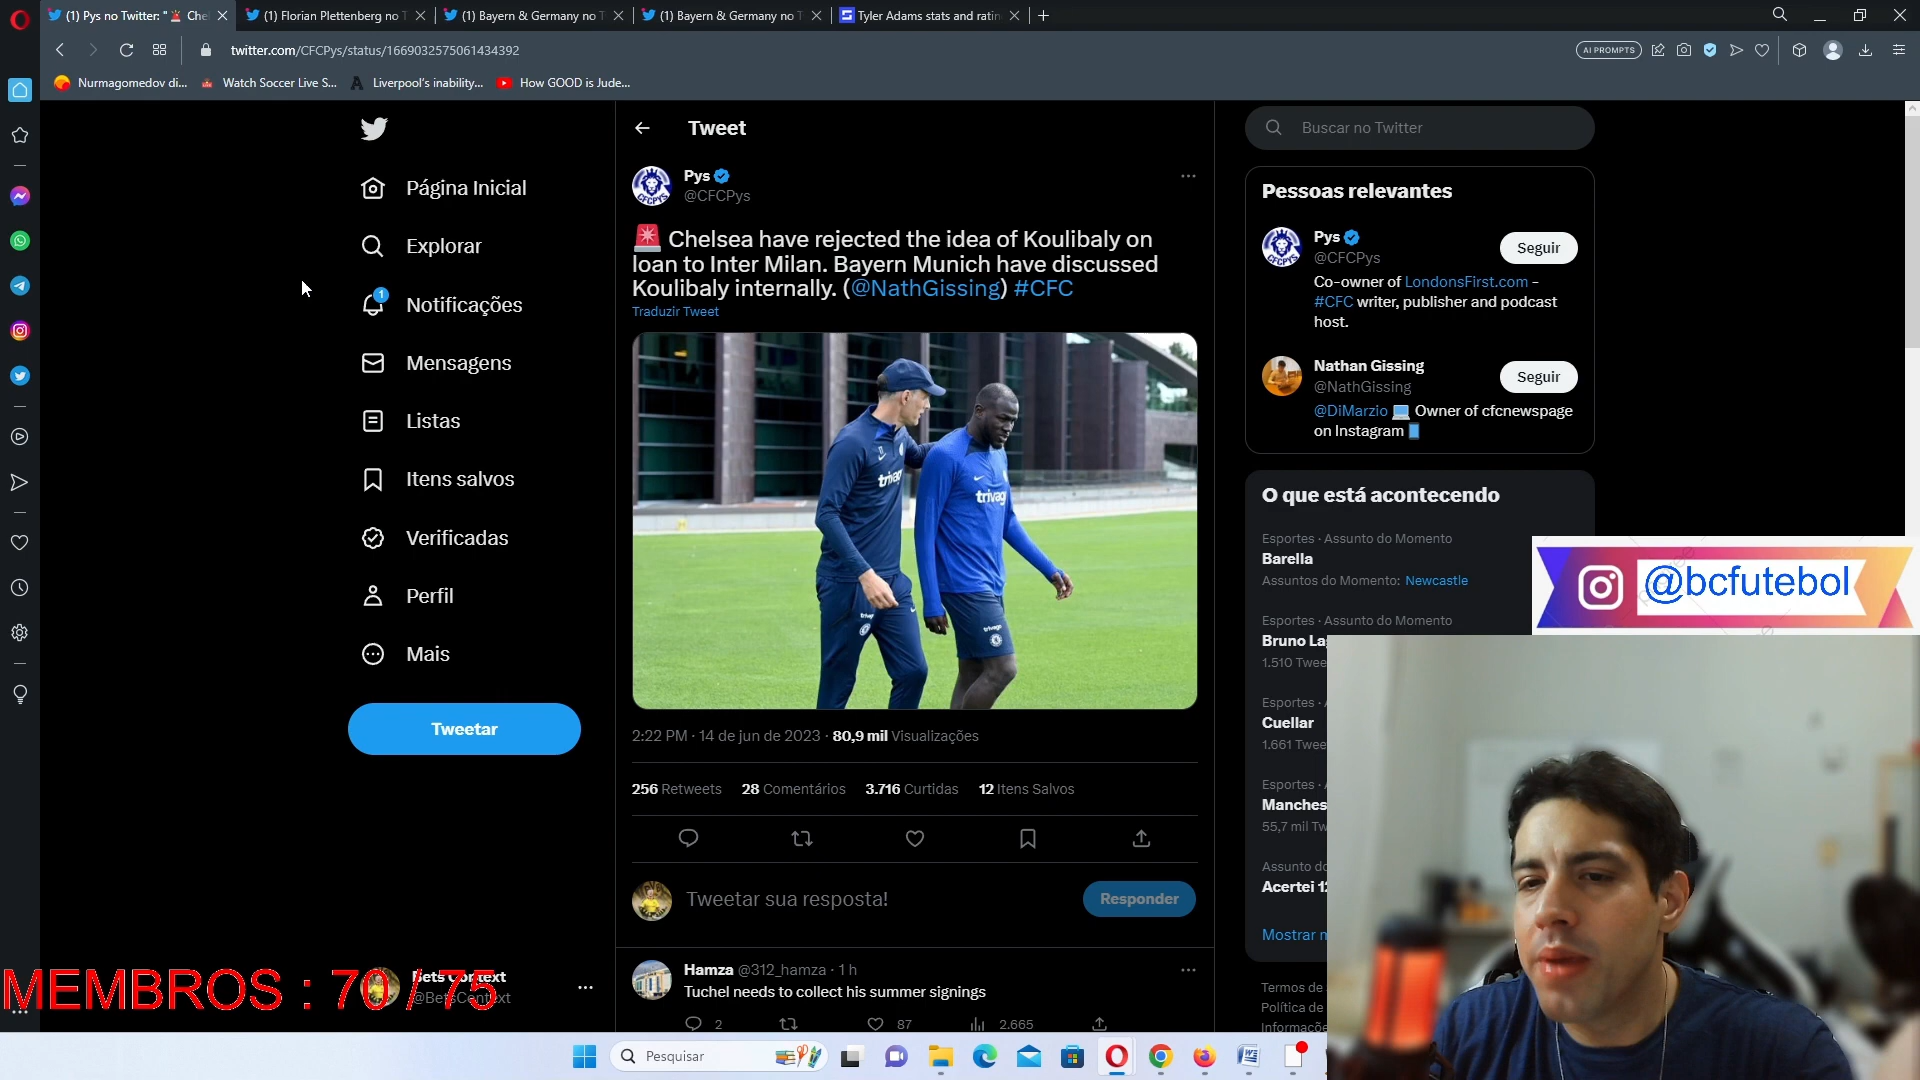 (1) Pys no Twitter: "🚨 Che
(1) Florian Plettenberg no T
(1) Bayern & Germany no T
(1) Bayern & Germany no T
Tyler Adams stats and ratin
twitter.com/CFCPys/status/1669032575061434392
AI PROMPTS
Nurmagomedov di...
Watch Soccer Live S...
Liverpool's inability...
How GOOD is Jude...
Página Inicial
Explorar
1
Notificações
Mensagens
Listas
Itens salvos
Verificadas
Perfil
Mais
Tweetar
Bets Context
@BetsContext
MEMBROS : 70 / 75
Tweet
Pys
@CFCPys
🚨 Chelsea have rejected the idea of Koulibaly on
loan to Inter Milan. Bayern Munich have discussed
Koulibaly internally. (@NathGissing) #CFC
Traduzir Tweet
trivag
trivag
trivago
trivago
2:22 PM · 14 de jun de 2023 · 80,9 mil Visualizações
256 Retweets 28 Comentários 3.716 Curtidas 12 Itens Salvos
Tweetar sua resposta!
Responder
Hamza @312_hamza · 1 h
Tuchel needs to collect his summer signings
2
87
2.665
Buscar no Twitter
Pessoas relevantes
Pys
@CFCPys
Seguir
Co-owner of LondonsFirst.com -
#CFC writer, publisher and podcast
host.
Nathan Gissing
@NathGissing
Seguir
@DiMarzio 💻 Owner of cfcnewspage
on Instagram📱
O que está acontecendo
Esportes · Assunto do Momento
Barella
Assuntos do Momento: Newcastle
Esportes · Assunto do Momento
Bruno La
1.510 Twee
Esportes · A
Cuellar
1.661 Twee
Esportes · A
Manches
55,7 mil Tw
Assunto do
Acertei 12
Mostrar m
Termos de
Política de
Informaçõe
@bcfutebol
Pesquisar